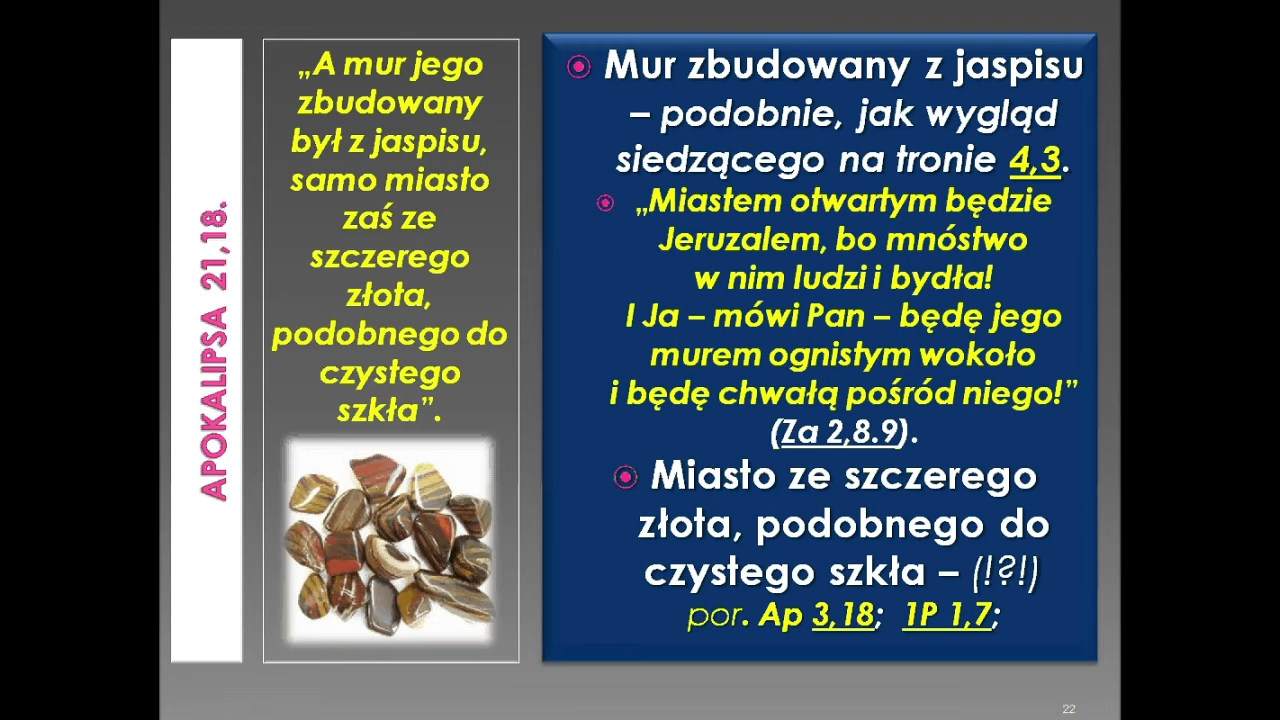 APOKALIPSA 21,18.
„A mur jego
zbudowany
był z jaspisu,
samo miasto
zaś ze
szczerego
złota,
podobnego do
czystego
szkła”.
Mur zbudowany z jaspisu
– podobnie, jak wygląd
siedzącego na tronie 4,3.
„Miastem otwartym będzie
Jeruzalem, bo mnóstwo
w nim ludzi i bydła!
I Ja – mówi Pan – będę jego
murem ognistym wokoło
i będę chwałą pośród niego!”
(Za 2,8.9).
Miasto ze szczerego
złota, podobnego do
czystego szkła – (!?!)
por. Ap 3,18; 1P 1,7;
22